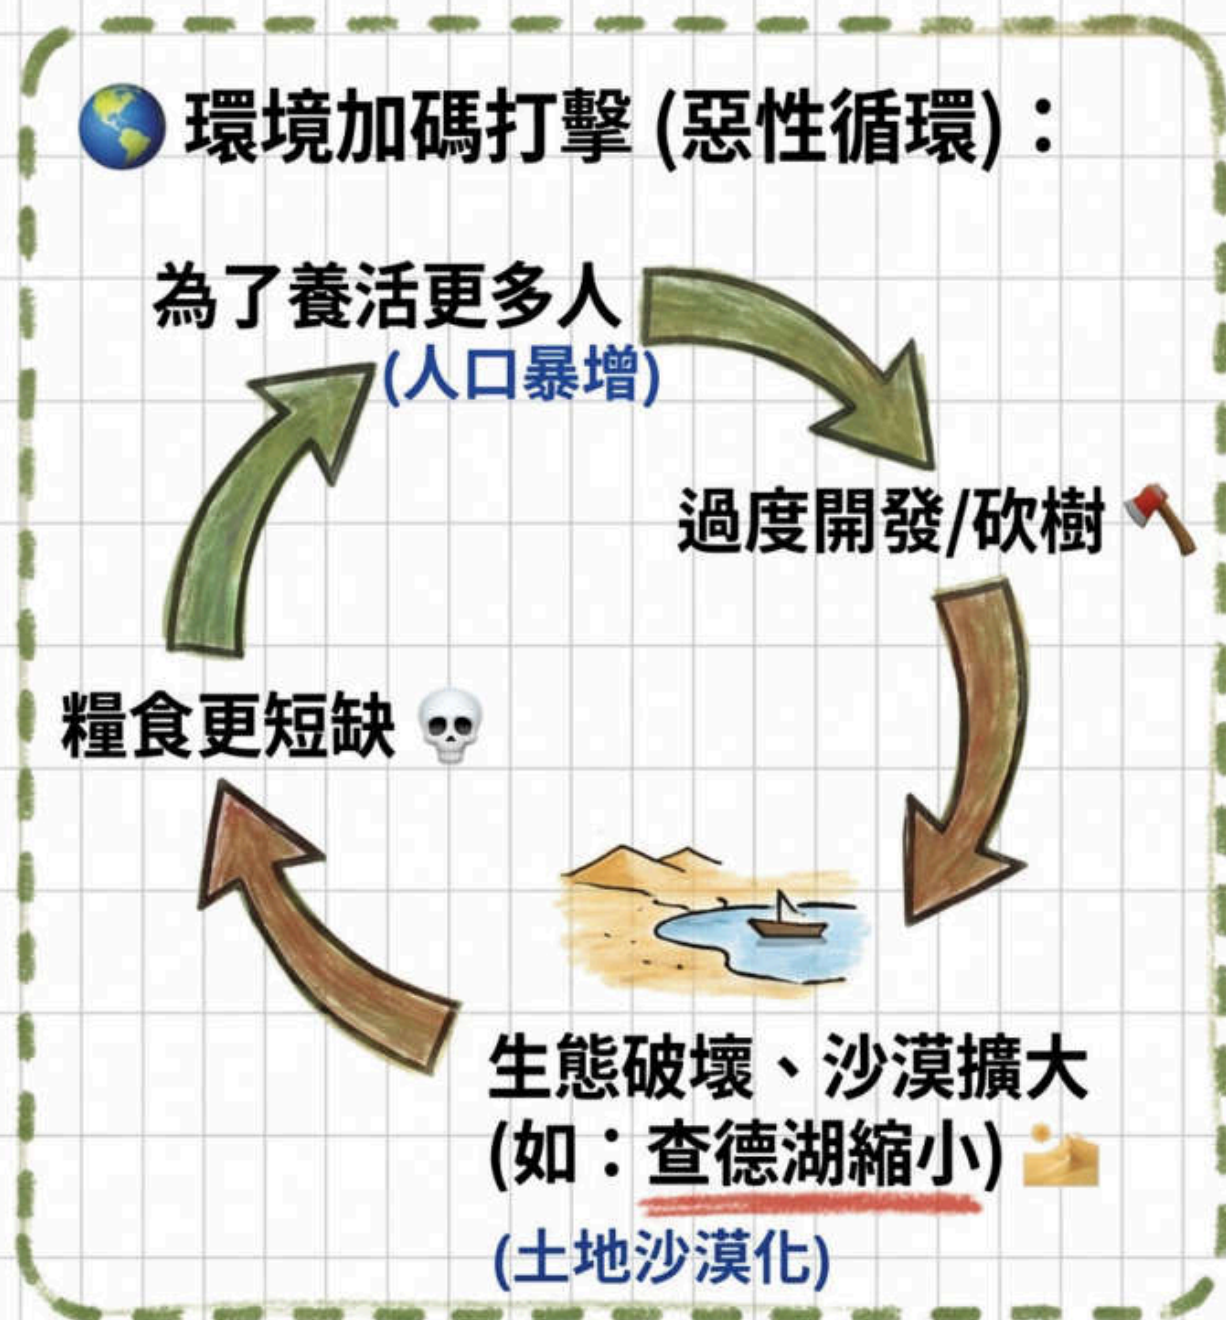 環境加碼打擊 (惡性循環)：
為了養活更多人
(人口暴增)
過度開發/砍樹
糧食更短缺
生態破壞、沙漠擴大
(如：查德湖縮小)
(土地沙漠化)